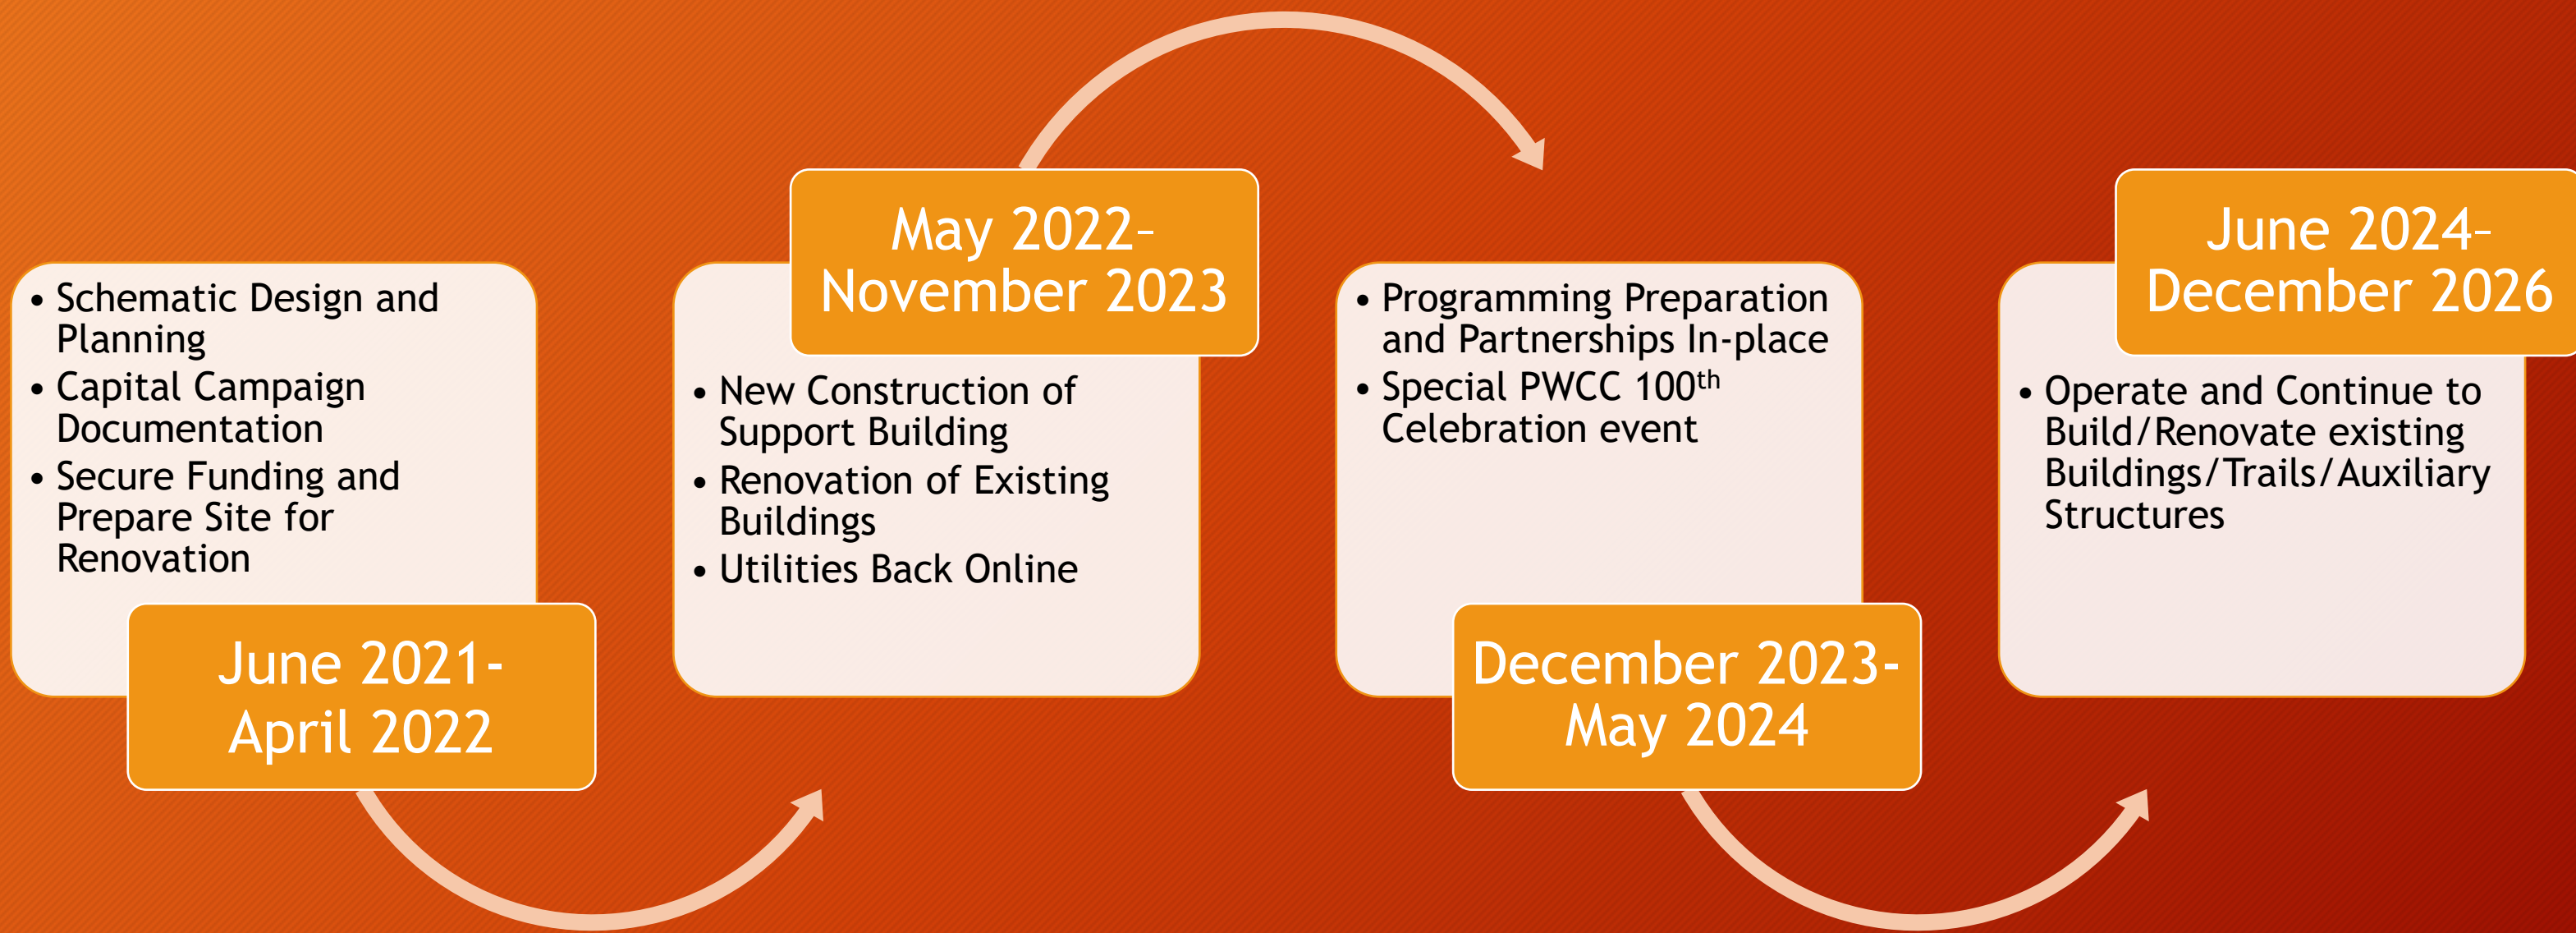 • Schematic Design and
Planning
• Capital Campaign
Documentation
• Secure Funding and
Prepare Site for
Renovation
June 2021-
April 2022
May 2022–
November 2023
• New Construction of
Support Building
• Renovation of Existing
Buildings
• Utilities Back Online
• Programming Preparation
and Partnerships In-place
• Special PWCC 100th
Celebration event
December 2023-
May 2024
June 2024–
December 2026
• Operate and Continue to
Build/Renovate existing
Buildings/Trails/Auxiliary
Structures